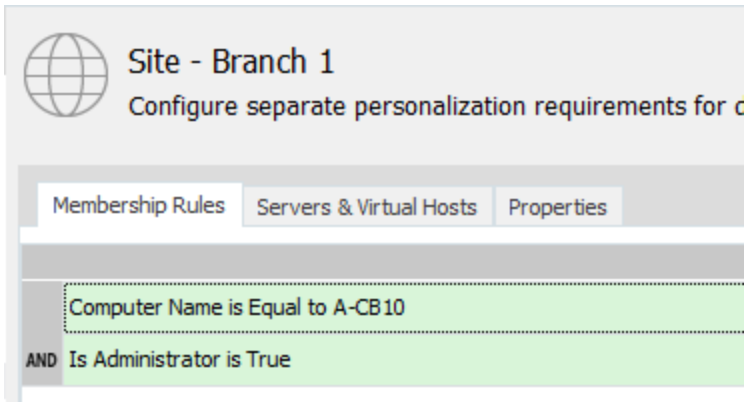 Site - Branch 1
Configure separate personalization requirements for
Membership Rules Servers & Virtual Hosts Properties
Computer Name is Equal to A-CB10
AND Is Administrator is True